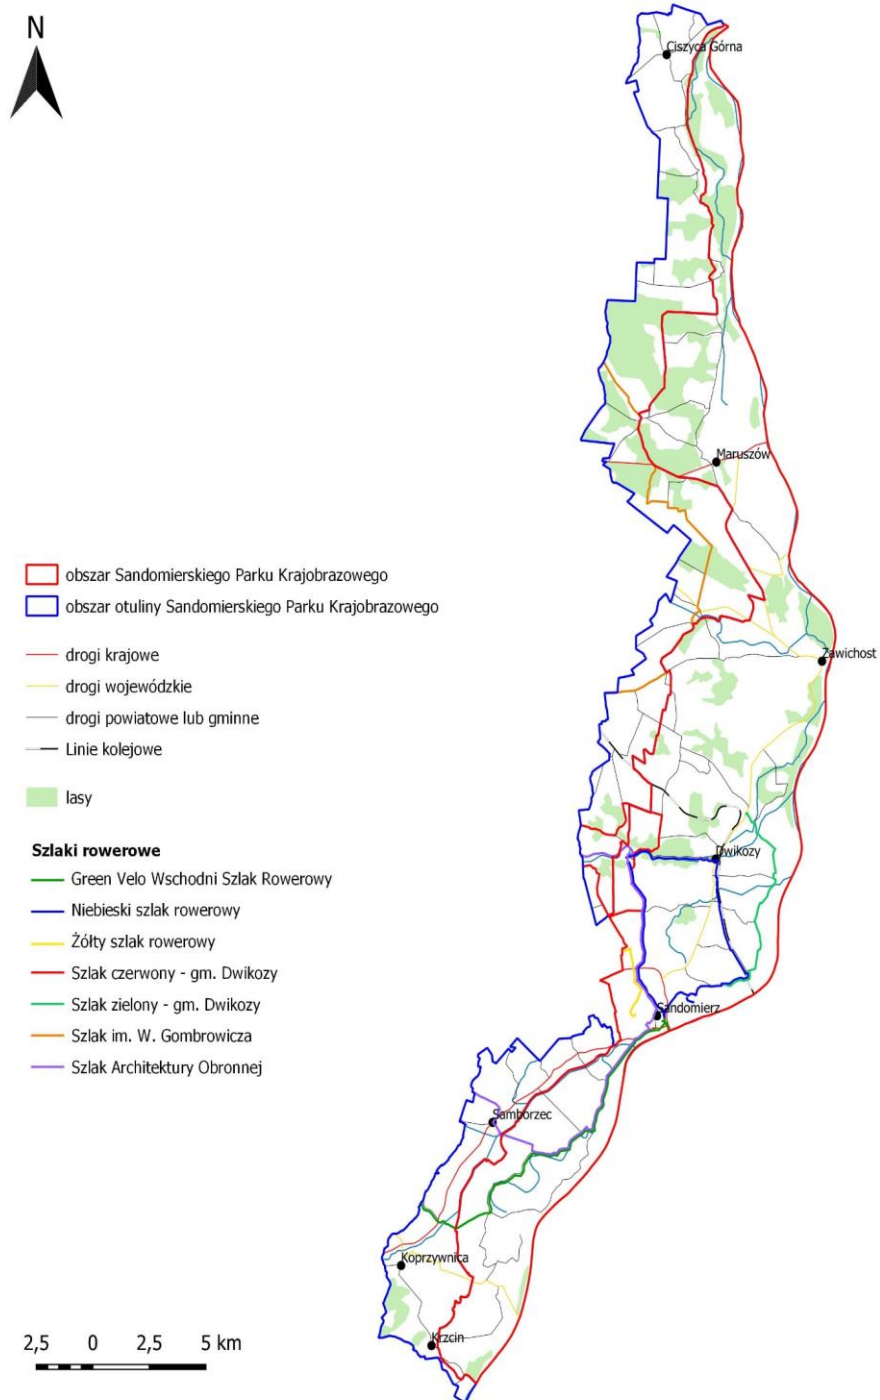 N
Ciszyca Górna
Maruszów
obszar Sandomierskiego Parku Krajobrazowego
obszar otuliny Sandomierskiego Parku Krajobrazowego
drogi krajowe
Zawichost
drogi wojewódzkie
drogi powiatowe lub gminne
Linie kolejowe
lasy
Szlaki rowerowe
Dwikozy
Green Velo Wschodni Szlak Rowerowy
Niebieski szlak rowerowy
Żółty szlak rowerowy
Szlak czerwony - gm. Dwikozy
Szlak zielony - gm. Dwikozy
Sandomierz
Szlak im. W. Gombrowicza
Szlak Architektury Obronnej
Samborzec
Koprzywnica
Krzcin
2,5 0 2,5 5 km